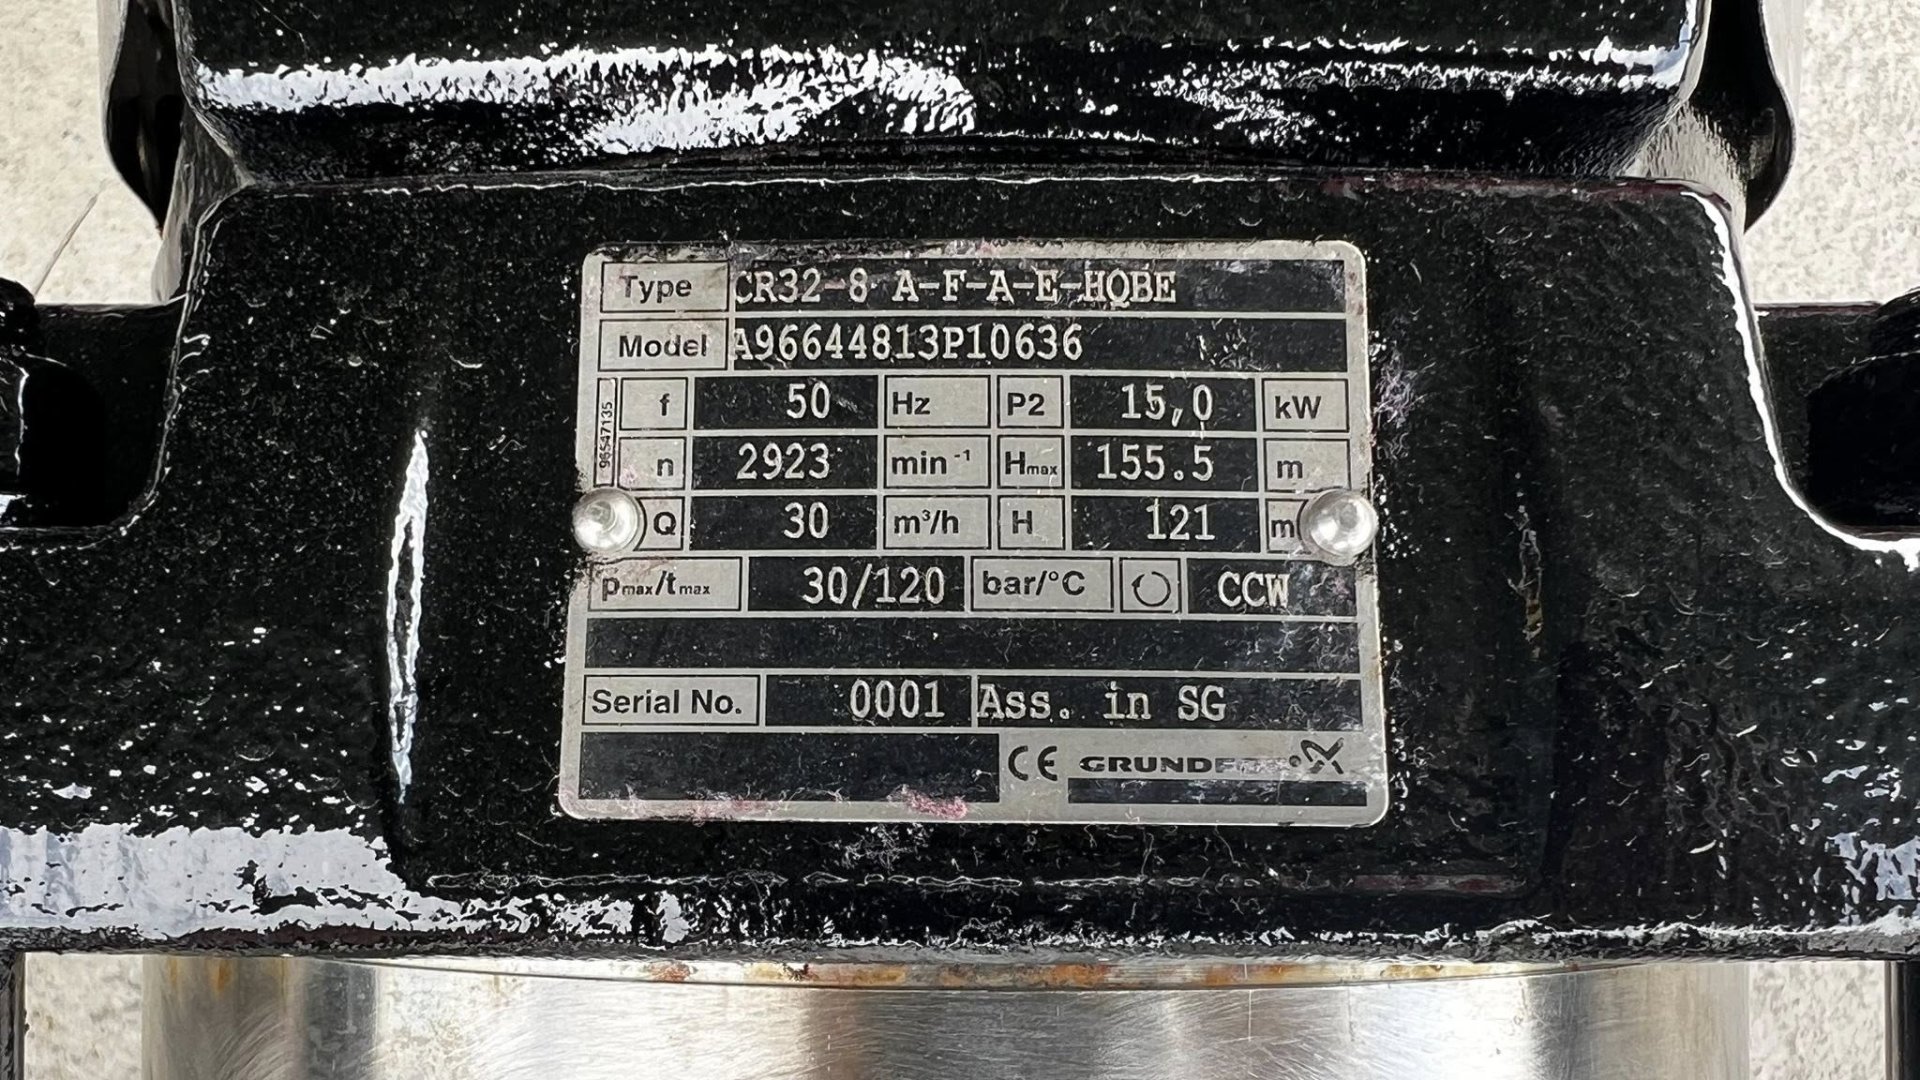 Type CR32-8 A-F-A-E-HQBE
Model A96644813P10636
96547135
f 50 Hz P2 15,0 kW
n 2923 min⁻¹ Hmax 155.5 m
Q 30 m³/h H 121 m
pmax/tmax 30/120 bar/°C CCW
Serial No. 0001 Ass. in SG
CE